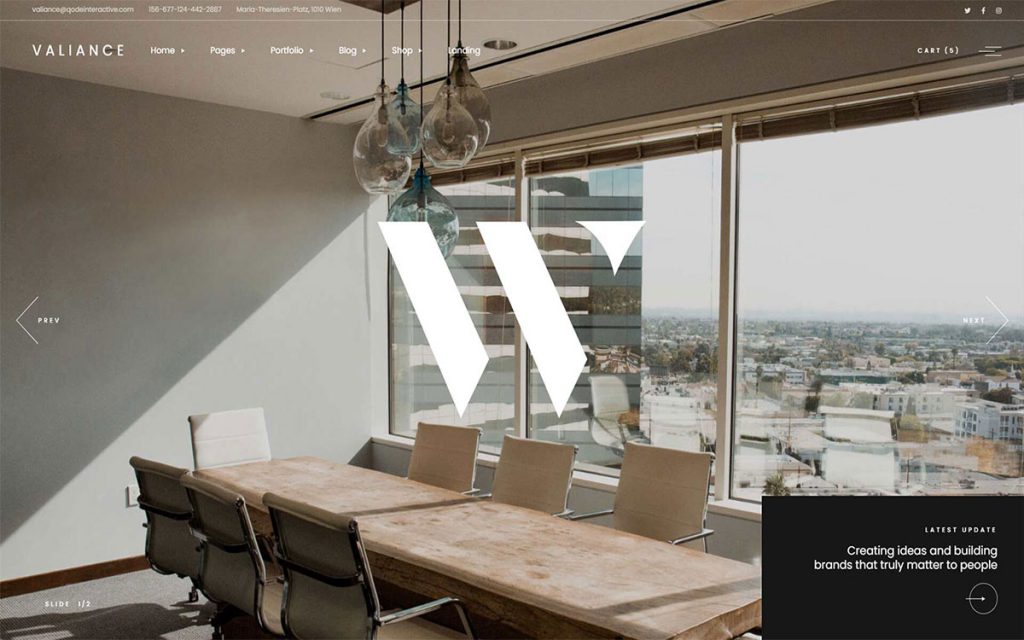 valiance@qodeinteractive.com 156-677-124-442-2887 Maria-Theresien-Platz, 1010 Wien
VALIANCE Home Pages Portfolio Blog Shop Landing CART (5)
PREV
NEXT
LATEST UPDATE
Creating ideas and building
brands that truly matter to people
SLIDE 1/2